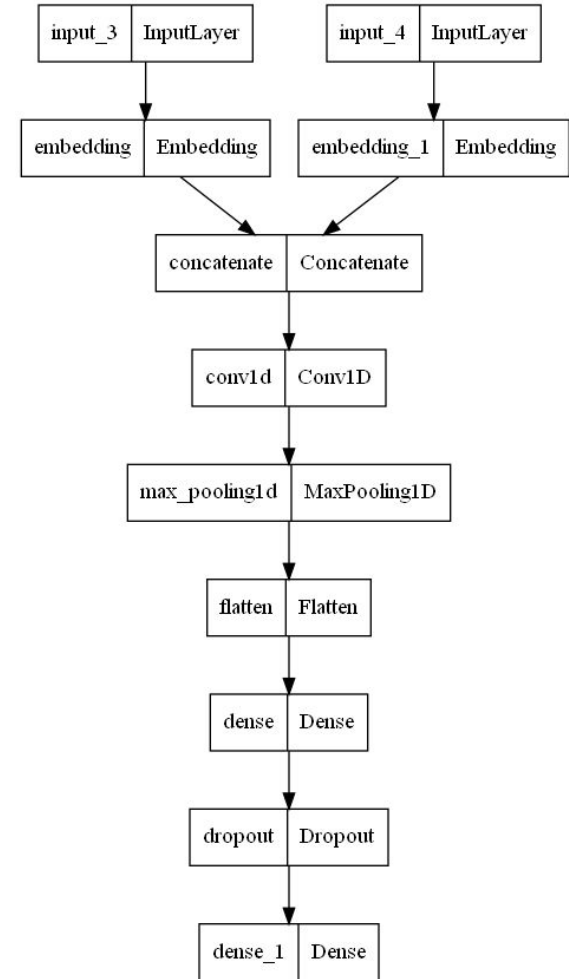 input_3 InputLayer input_4 InputLayer
embedding Embedding embedding_1 Embedding
concatenate Concatenate
conv1d Conv1D
max_pooling1d MaxPooling1D
flatten Flatten
dense Dense
dropout Dropout
dense_1 Dense